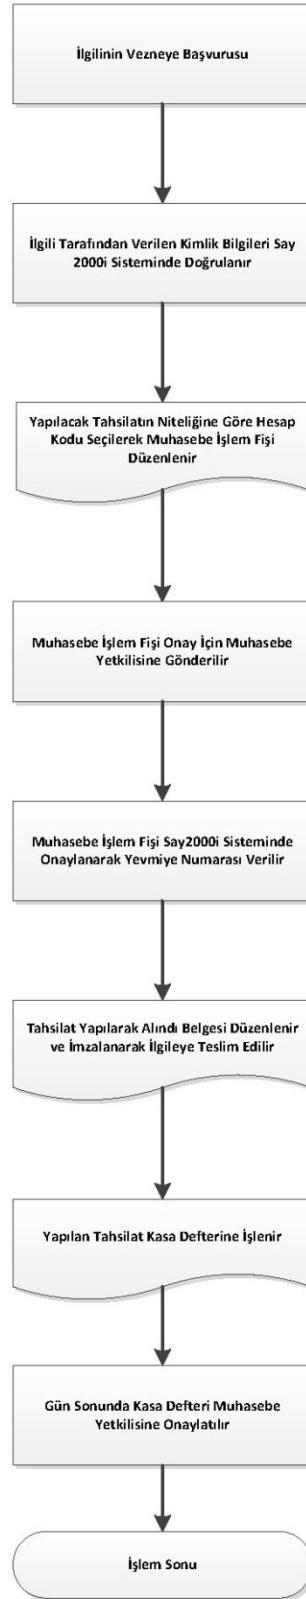 İlgilinin Vezneye Başvurusu
İlgili Tarafından Verilen Kimlik Bilgileri Say
2000i Sisteminde Doğrulanır
Yapılacak Tahsilatın Niteliğine Göre Hesap
Kodu Seçilerek Muhasebe İşlem Fişi
Düzenlenir
Muhasebe İşlem Fişi Onay İçin Muhasebe
Yetkilisine Gönderilir
Muhasebe İşlem Fişi Say2000i Sisteminde
Onaylanarak Yevmiye Numarası Verilir
Tahsilat Yapılarak Alındı Belgesi Düzenlenir
ve İmzalanarak İlgileye Teslim Edilir
Yapılan Tahsilat Kasa Defterine İşlenir
Gün Sonunda Kasa Defteri Muhasebe
Yetkilisine Onaylatılır
İşlem Sonu